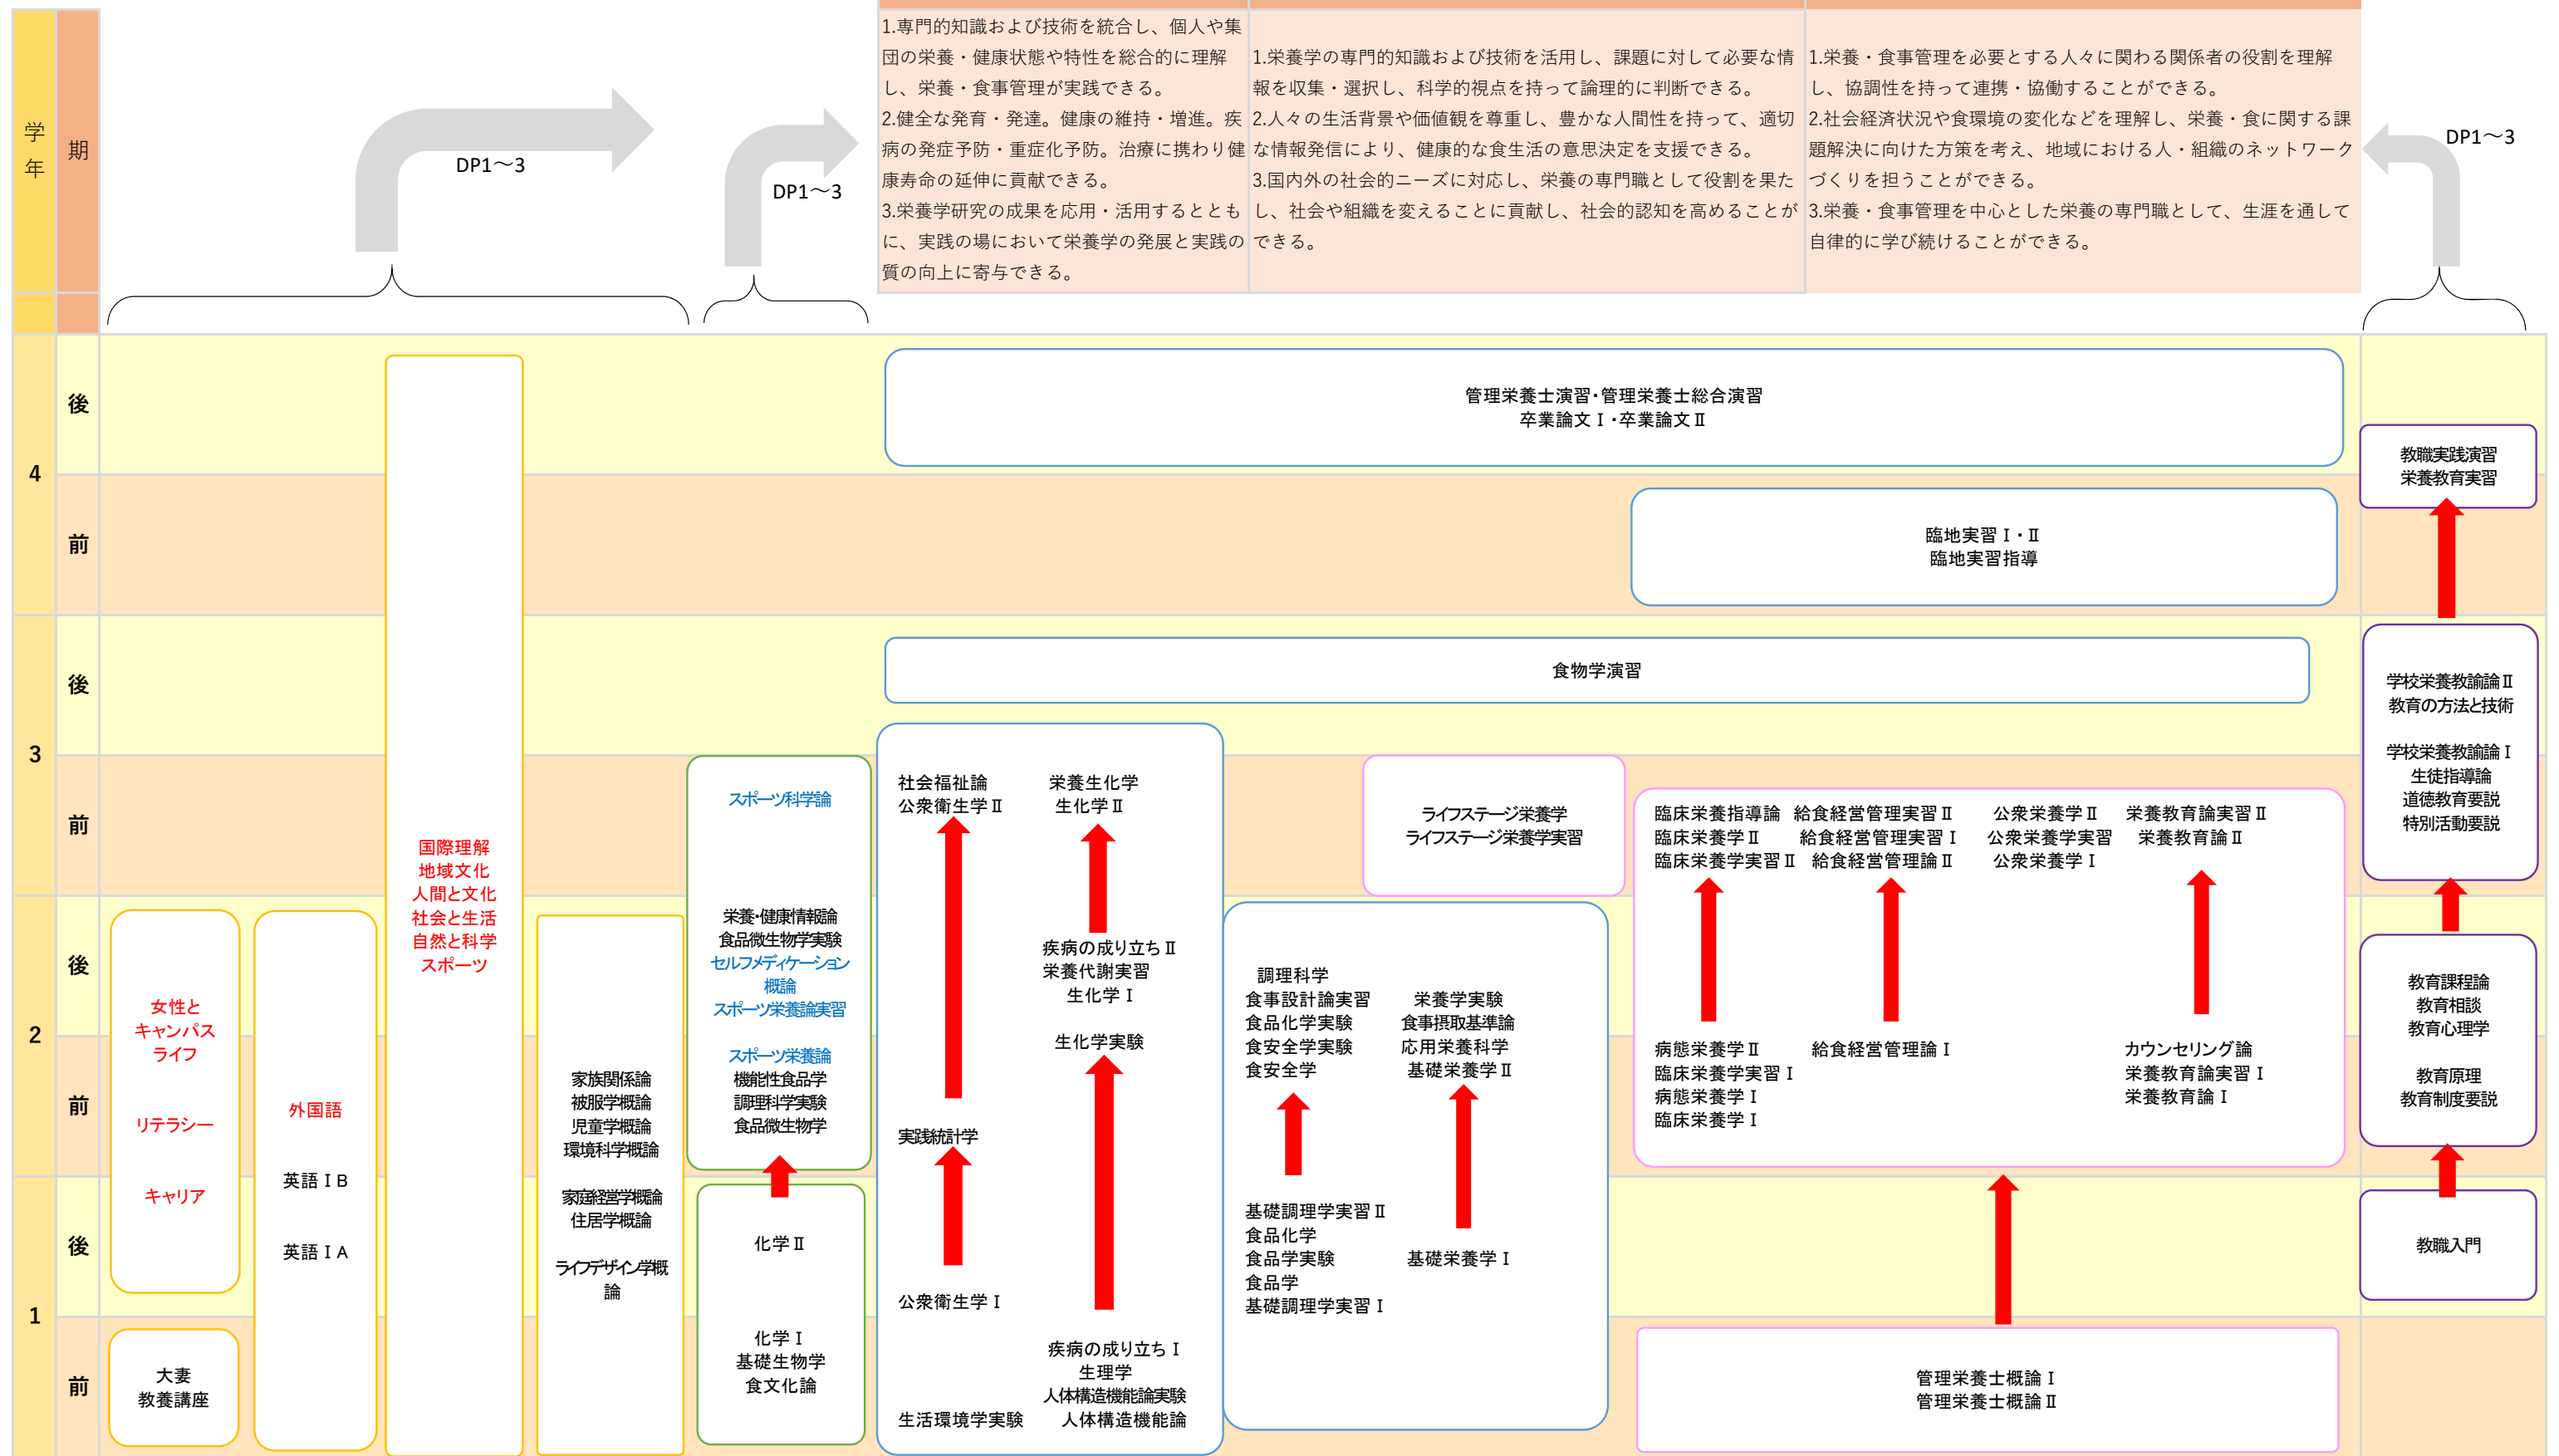 学年
期
DP1～3
DP1～3
1.専門的知識および技術を統合し、個人や集
団の栄養・健康状態や特性を総合的に理解
し、栄養・食事管理が実践できる。
2.健全な発育・発達。健康の維持・増進。疾
病の発症予防・重症化予防。治療に携わり健
康寿命の延伸に貢献できる。
3.栄養学研究の成果を応用・活用するととも
に、実践の場において栄養学の発展と実践の
質の向上に寄与できる。
1.栄養学の専門的知識および技術を活用し、課題に対して必要な情
報を収集・選択し、科学的視点を持って論理的に判断できる。
2.人々の生活背景や価値観を尊重し、豊かな人間性を持って、適切
な情報発信により、健康的な食生活の意思決定を支援できる。
3.国内外の社会的ニーズに対応し、栄養の専門職として役割を果た
し、社会や組織を変えることに貢献し、社会的認知を高めることが
できる。
1.栄養・食事管理を必要とする人々に関わる関係者の役割を理解
し、協調性を持って連携・協働することができる。
2.社会経済状況や食環境の変化などを理解し、栄養・食に関する課
題解決に向けた方策を考え、地域における人・組織のネットワーク
づくりを担うことができる。
3.栄養・食事管理を中心とした栄養の専門職として、生涯を通して
自律的に学び続けることができる。
DP1～3
4
後
前
3
後
前
2
後
前
1
後
前
女性と
キャンパス
ライフ
リテラシー
キャリア
大妻
教養講座
外国語
英語ⅠB
英語ⅠA
国際理解
地域文化
人間と文化
社会と生活
自然と科学
スポーツ
家族関係論
被服学概論
児童学概論
環境科学概論
家庭経営学概論
住居学概論
ライフデザイン学概
論
スポーツ科学論
栄養・健康情報論
食品微生物学実験
セルフメディケーション
概論
スポーツ栄養論実習
スポーツ栄養論
機能性食品学
調理科学実験
食品微生物学
化学Ⅱ
化学Ⅰ
基礎生物学
食文化論
管理栄養士演習・管理栄養士総合演習
卒業論文Ⅰ・卒業論文Ⅱ
臨地実習Ⅰ・Ⅱ
臨地実習指導
食物学演習
社会福祉論
公衆衛生学Ⅱ
実践統計学
公衆衛生学Ⅰ
生活環境学実験
栄養生化学
生化学Ⅱ
疾病の成り立ちⅡ
栄養代謝実習
生化学Ⅰ
生化学実験
疾病の成り立ちⅠ
生理学
人体構造機能論実験
人体構造機能論
ライフステージ栄養学
ライフステージ栄養学実習
調理科学
食事設計論実習
食品化学実験
食安全学実験
食安全学
基礎調理学実習Ⅱ
食品化学
食品学実験
食品学
基礎調理学実習Ⅰ
栄養学実験
食事摂取基準論
応用栄養科学
基礎栄養学Ⅱ
基礎栄養学Ⅰ
臨床栄養指導論
臨床栄養学Ⅱ
臨床栄養学実習Ⅱ
病態栄養学Ⅱ
臨床栄養学実習Ⅰ
病態栄養学Ⅰ
臨床栄養学Ⅰ
給食経営管理実習Ⅱ
給食経営管理実習Ⅰ
給食経営管理論Ⅱ
給食経営管理論Ⅰ
公衆栄養学Ⅱ
公衆栄養学実習
公衆栄養学Ⅰ
栄養教育論実習Ⅱ
栄養教育論Ⅱ
カウンセリング論
栄養教育論実習Ⅰ
栄養教育論Ⅰ
管理栄養士概論Ⅰ
管理栄養士概論Ⅱ
教職実践演習
栄養教育実習
学校栄養教諭論Ⅱ
教育の方法と技術
学校栄養教諭論Ⅰ
生徒指導論
道徳教育要説
特別活動要説
教育課程論
教育相談
教育心理学
教育原理
教育制度要説
教職入門